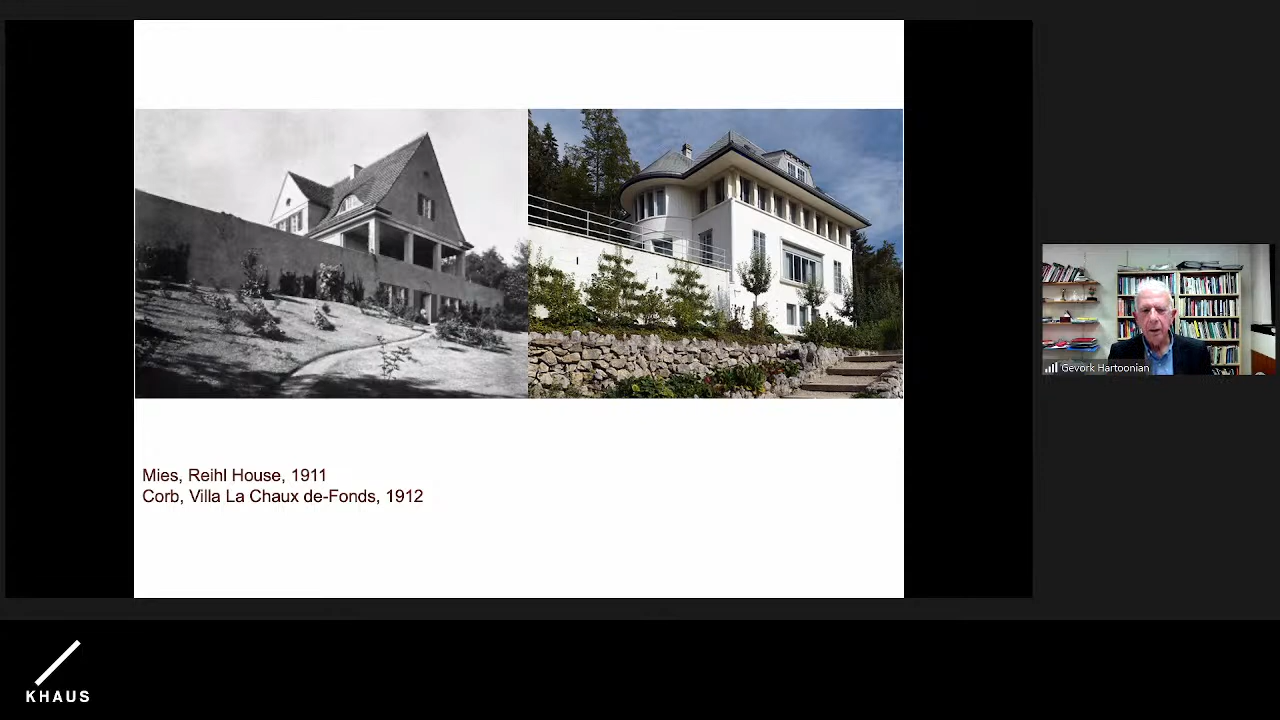 Mies, Reihl House, 1911
Corb, Villa La Chaux de-Fonds, 1912
Gevork Hartoonian
KHAUS